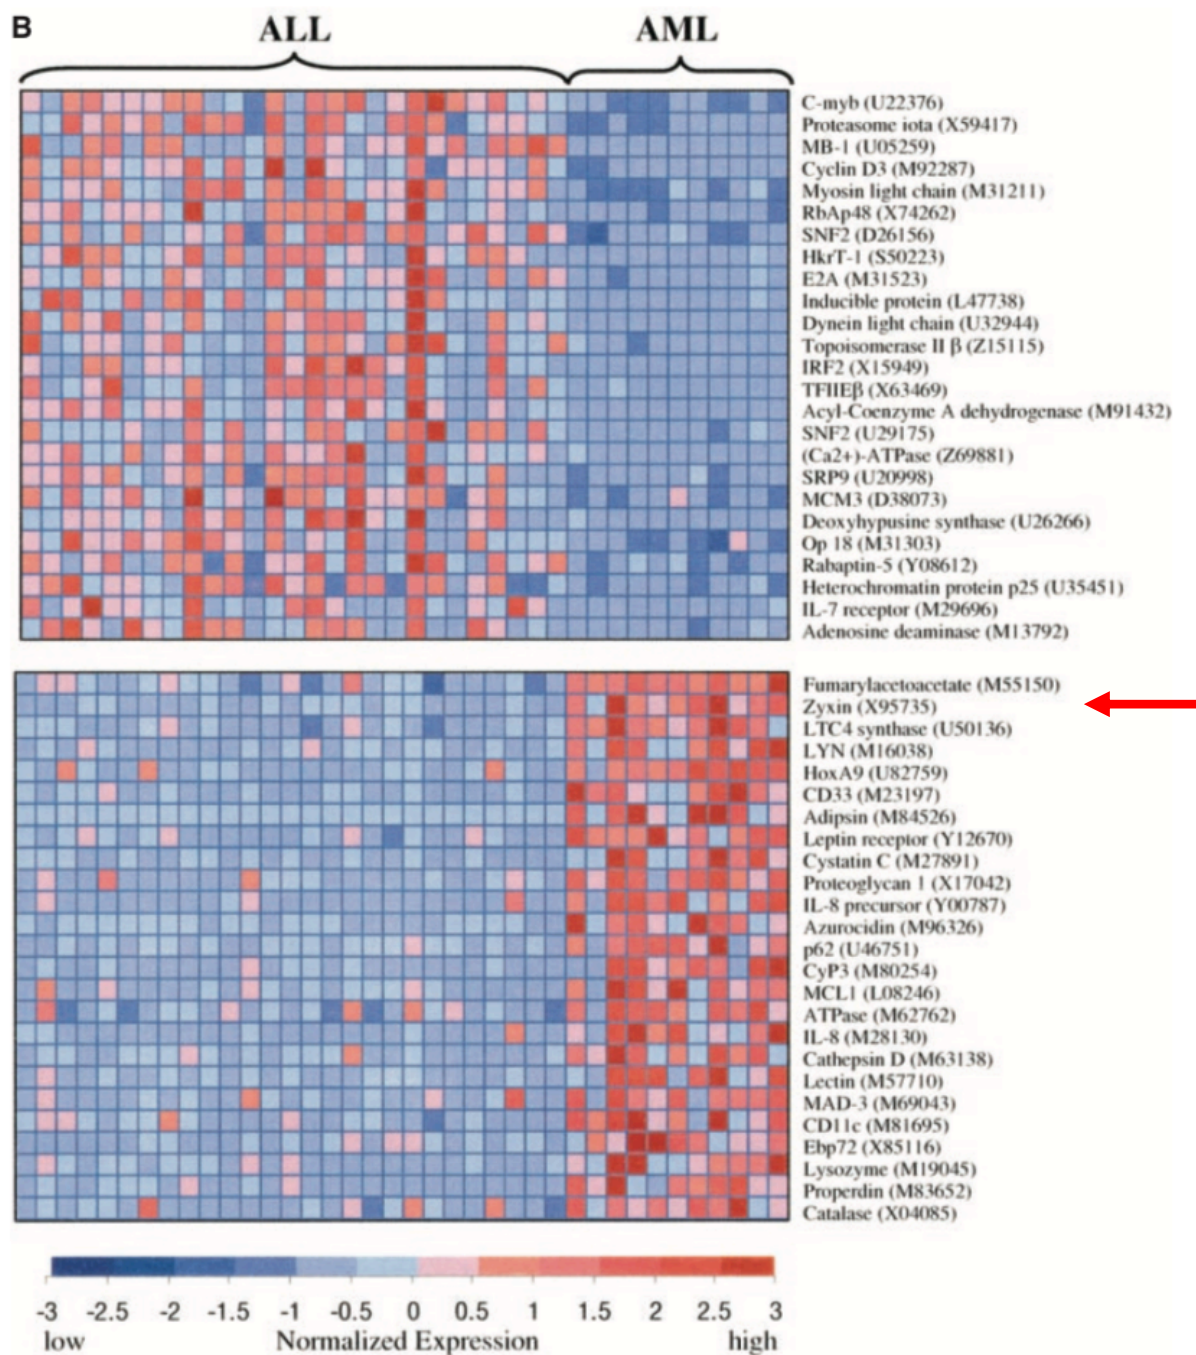 B
ALL AML
C-myb (U22376)
Proteasome iota (X59417)
MB-1 (U05259)
Cyclin D3 (M92287)
Myosin light chain (M31211)
RbAp48 (X74262)
SNF2 (D26156)
HkrT-1 (S50223)
E2A (M31523)
Inducible protein (L47738)
Dynein light chain (U32944)
Topoisomerase II β (Z15115)
IRF2 (X15949)
TFIIEβ (X63469)
Acyl-Coenzyme A dehydrogenase (M91432)
SNF2 (U29175)
(Ca2+)-ATPase (Z69881)
SRP9 (U20998)
MCM3 (D38073)
Deoxyhypusine synthase (U26266)
Op 18 (M31303)
Rabaptin-5 (Y08612)
Heterochromatin protein p25 (U35451)
IL-7 receptor (M29696)
Adenosine deaminase (M13792)
Fumarylacetoacetate (M55150)
Zyxin (X95735)
LTC4 synthase (U50136)
LYN (M16038)
HoxA9 (U82759)
CD33 (M23197)
Adipsin (M84526)
Leptin receptor (Y12670)
Cystatin C (M27891)
Proteoglycan 1 (X17042)
IL-8 precursor (Y00787)
Azurocidin (M96326)
p62 (U46751)
CyP3 (M80254)
MCL1 (L08246)
ATPase (M62762)
IL-8 (M28130)
Cathepsin D (M63138)
Lectin (M57710)
MAD-3 (M69043)
CD11c (M81695)
Ebp72 (X85116)
Lysozyme (M19045)
Properdin (M83652)
Catalase (X04085)
-3 -2.5 -2 -1 -0.5 0 0.5 1 1.5 2 2.5 3
low Normalized Expression high